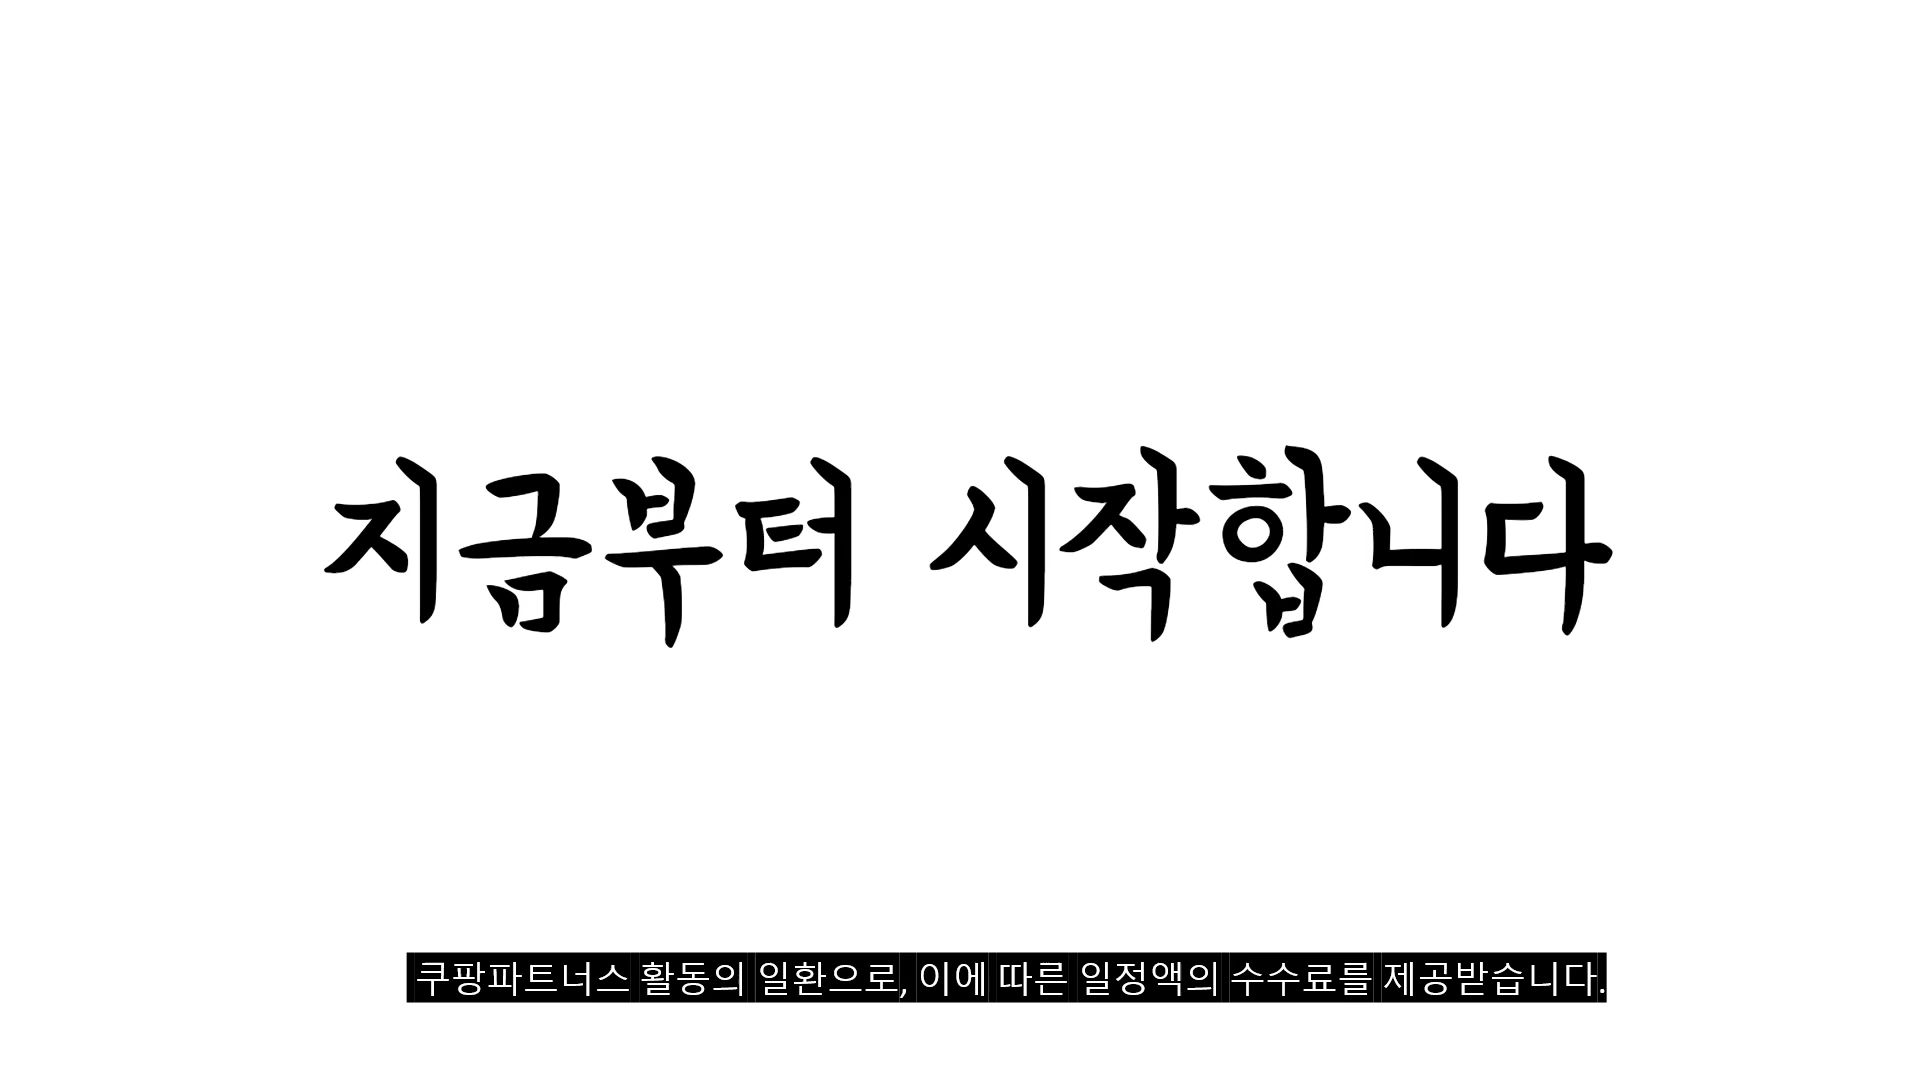 지금부터 시작합니다
쿠팡파트너스 활동의 일환으로, 이에 따른 일정액의 수수료를 제공받습니다.